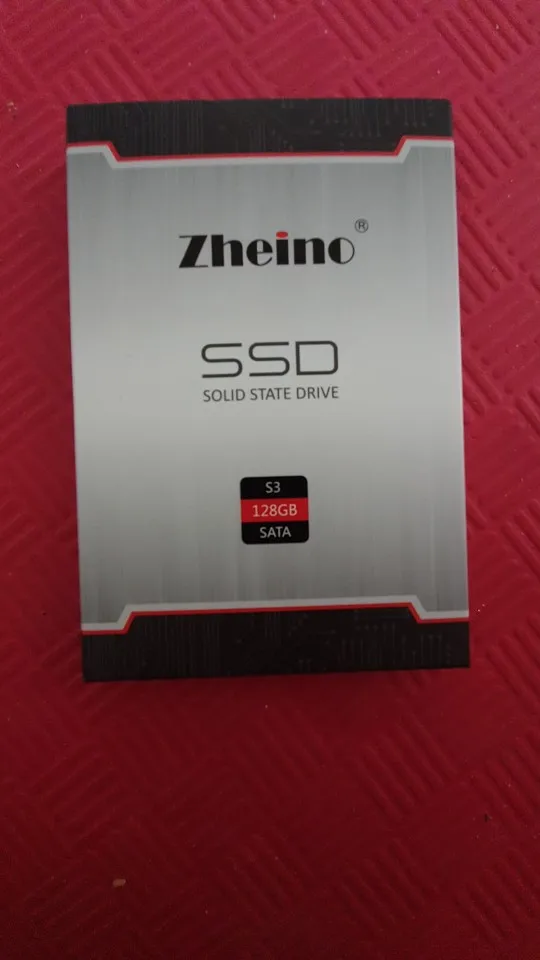 Zheino®
SSD
SOLID STATE DRIVE
S3
128GB
SATA